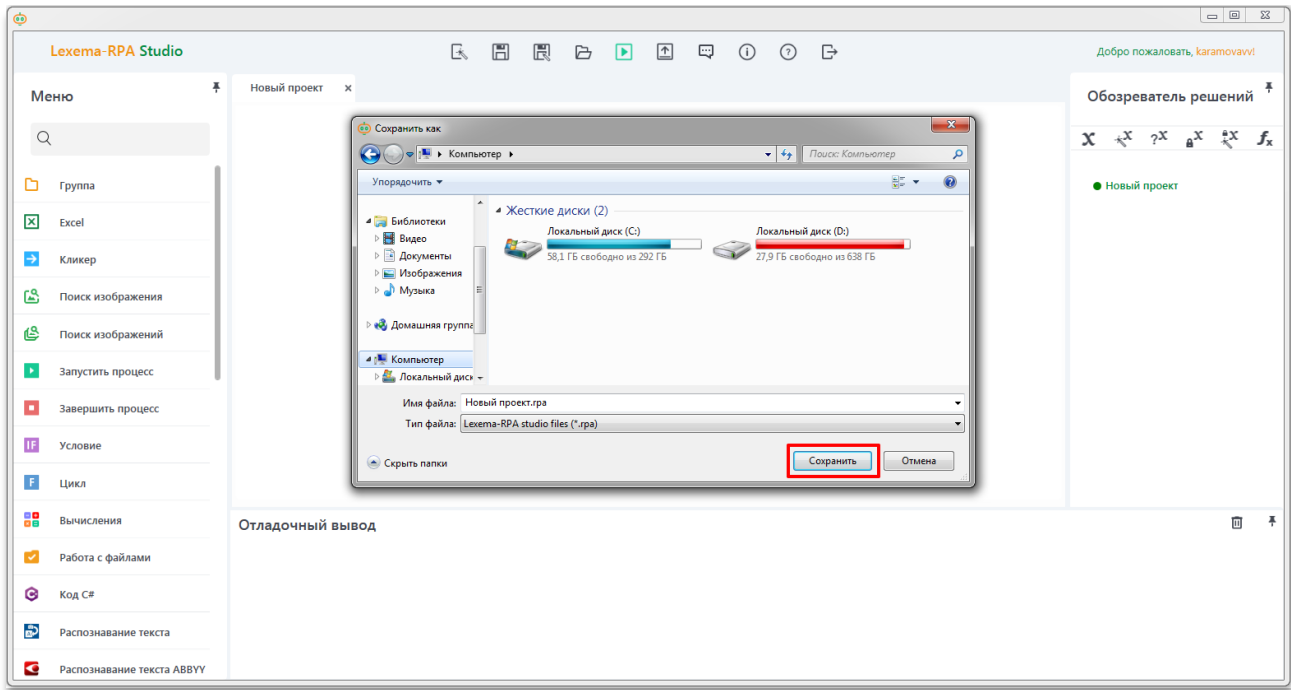 Lexema-RPA Studio
Добро пожаловать, karamovavv!
Меню
Группа
Excel
Кликер
Поиск изображения
Поиск изображений
Запустить процесс
Завершить процесс
IF Условие
F Цикл
Вычисления
Работа с файлами
Код C#
Распознавание текста
Распознавание текста ABBYY
Новый проект x
Сохранить как
Компьютер
Поиск: Компьютер
Упорядочить
Библиотеки
Видео
Документы
Изображения
Музыка
Домашняя группа
Компьютер
Локальный диск
Жесткие диски (2)
Локальный диск (C:)
58,1 ГБ свободно из 292 ГБ
Локальный диск (D:)
27,9 ГБ свободно из 638 ГБ
Имя файла: Новый проект.rpa
Тип файла: Lexema-RPA studio files (*.rpa)
Скрыть папки
Сохранить
Отмена
Обозреватель решений
X X ?X X X fx
Новый проект
Отладочный вывод